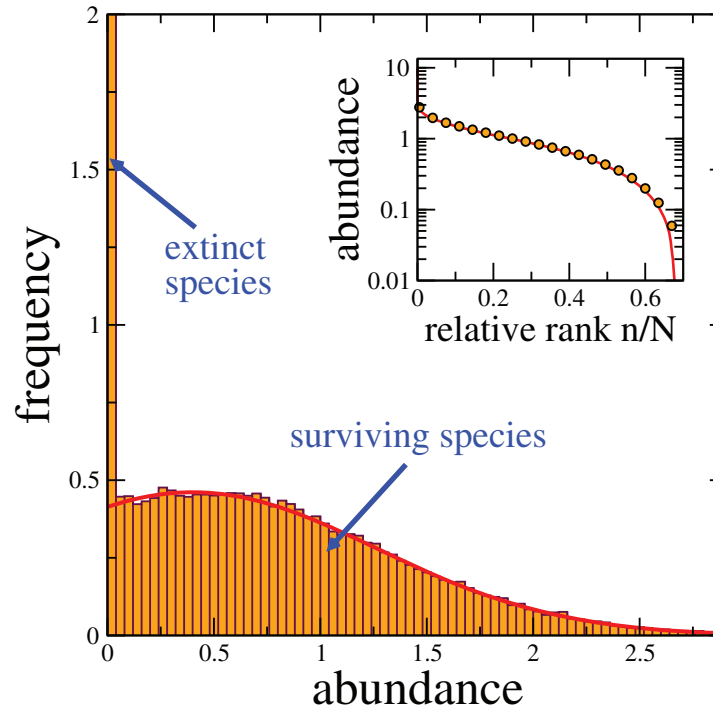 2
1.5
1
0.5
0
frequency
0
0.5
1
1.5
2
2.5
abundance
extinct
species
surviving species
10
1
0.1
0.01
abundance
0
0.2
0.4
0.6
relative rank n/N